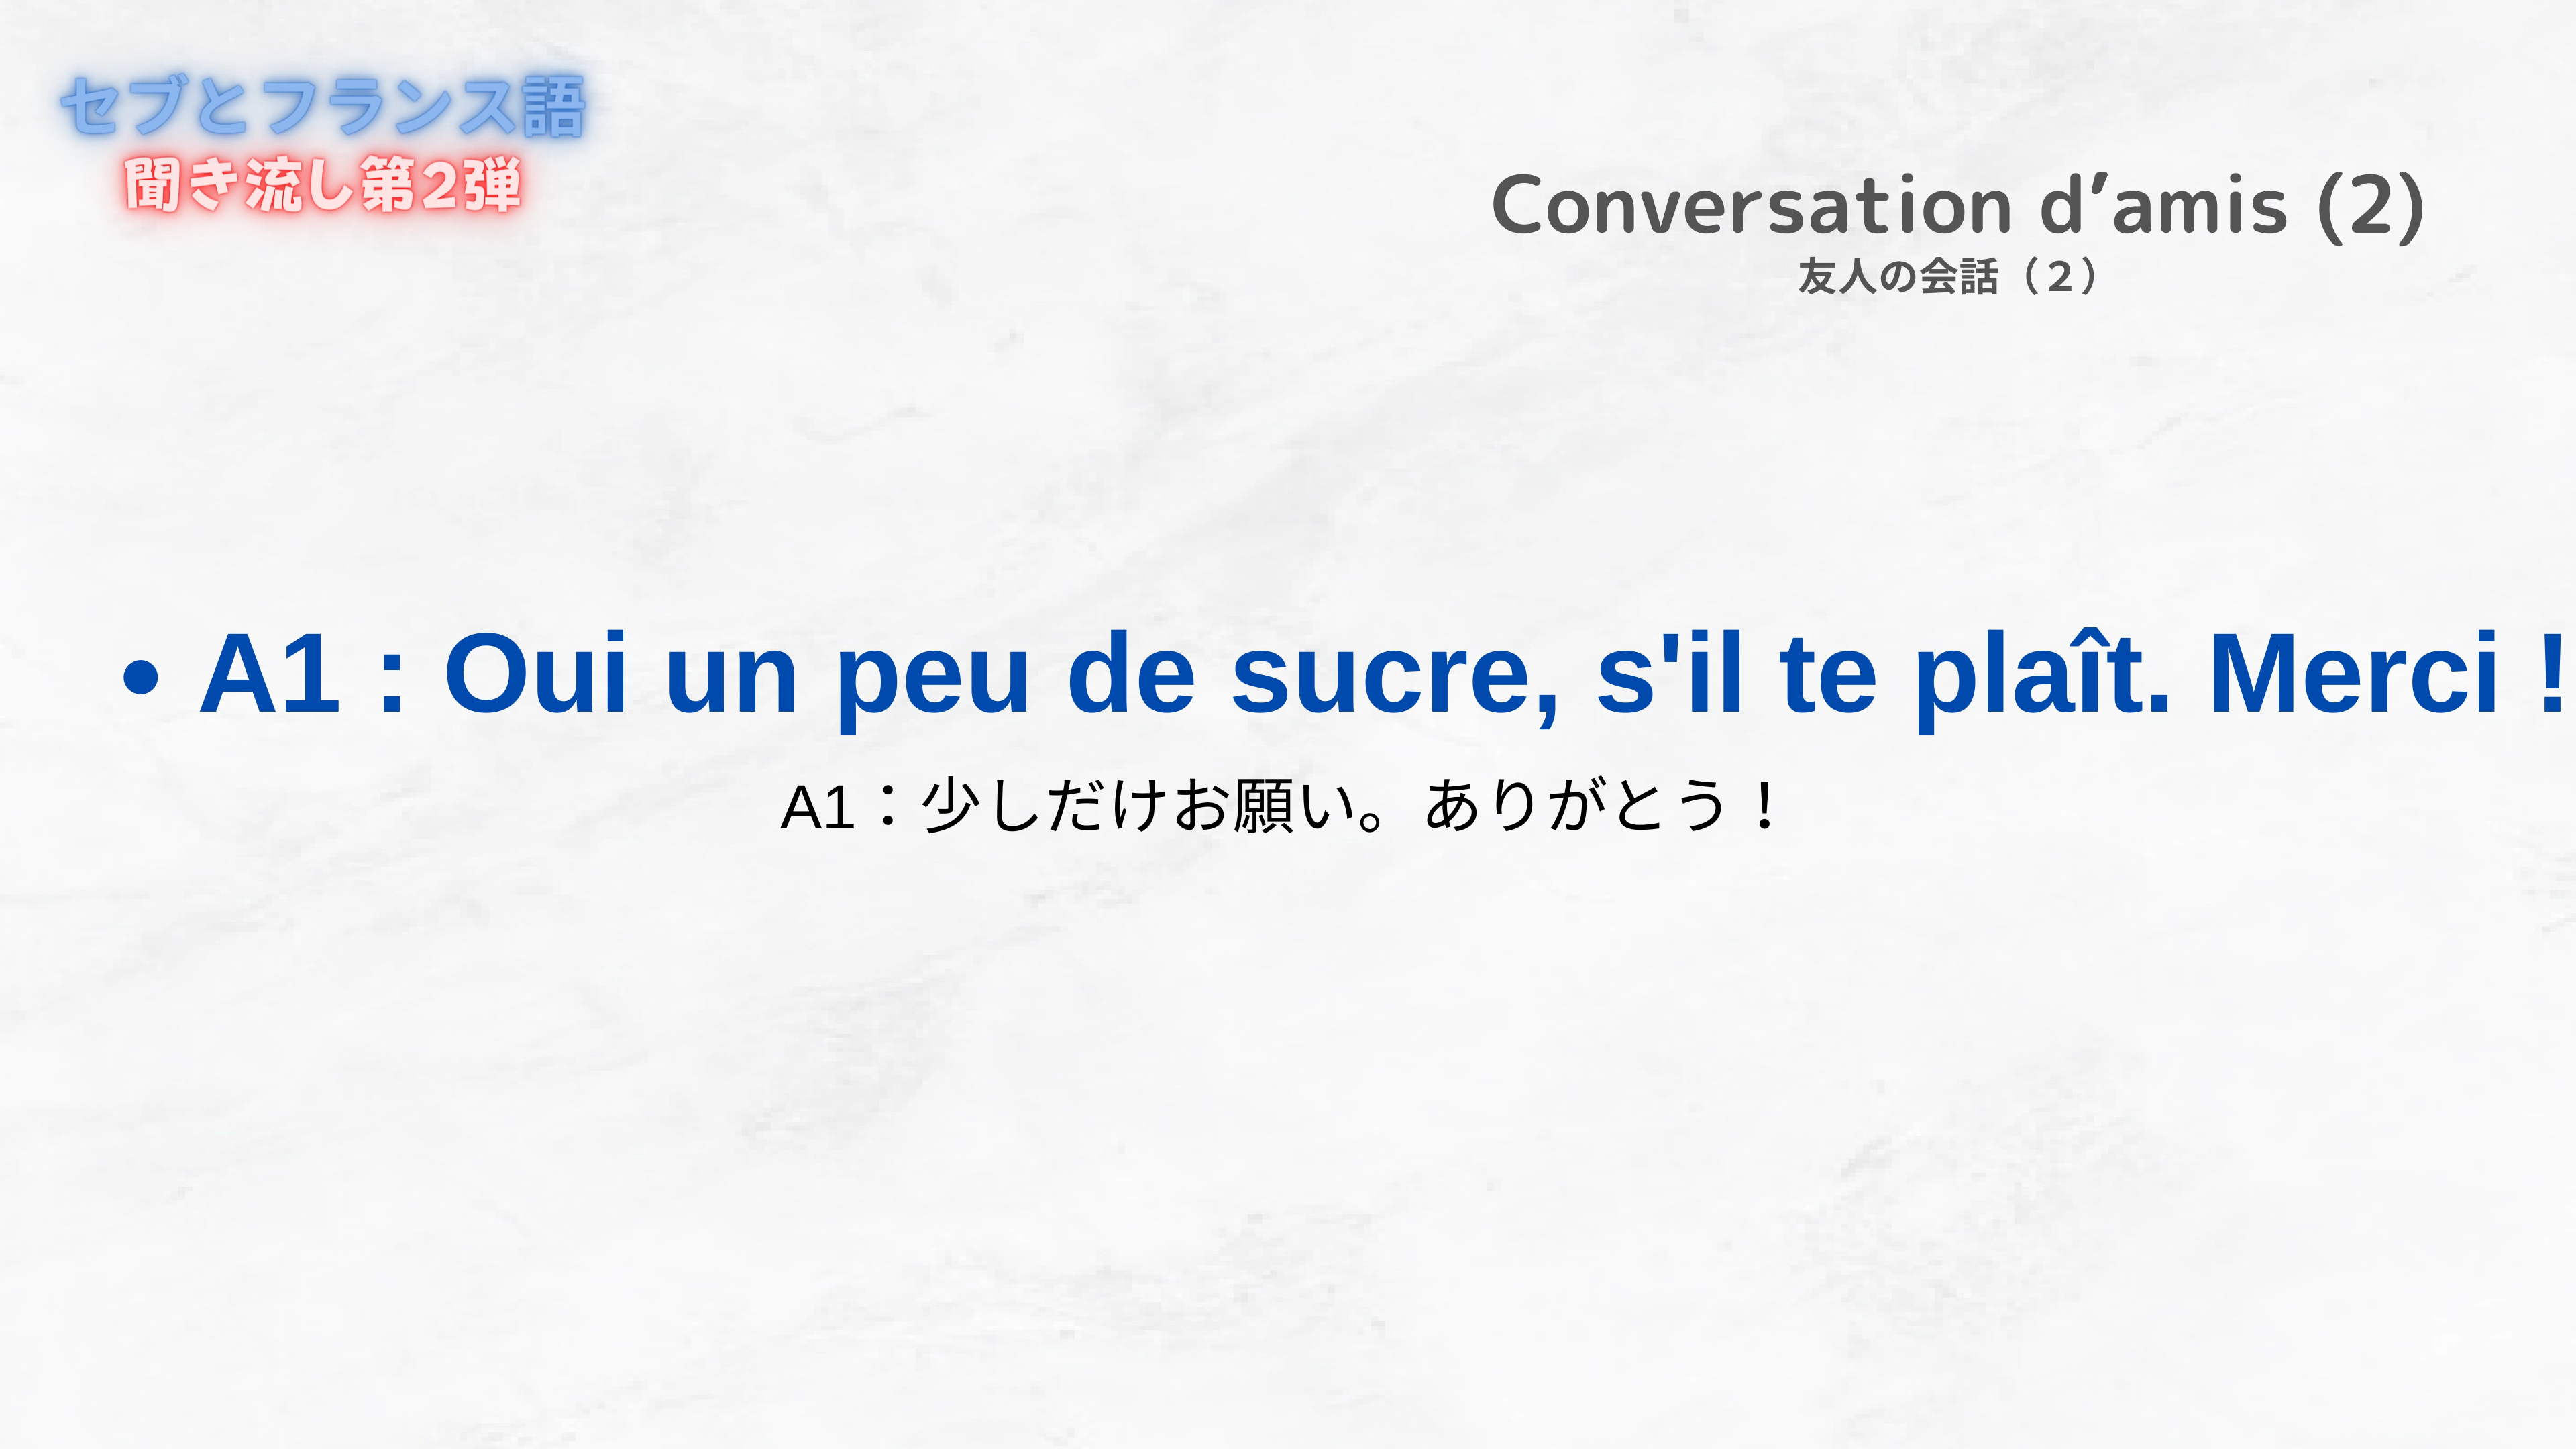 セブとフランス語
聞き流し第2弾
Conversation d’amis (2)
友人の会話（２）
• A1 : Oui un peu de sucre, s'il te plaît. Merci !
A1：少しだけお願い。ありがとう！